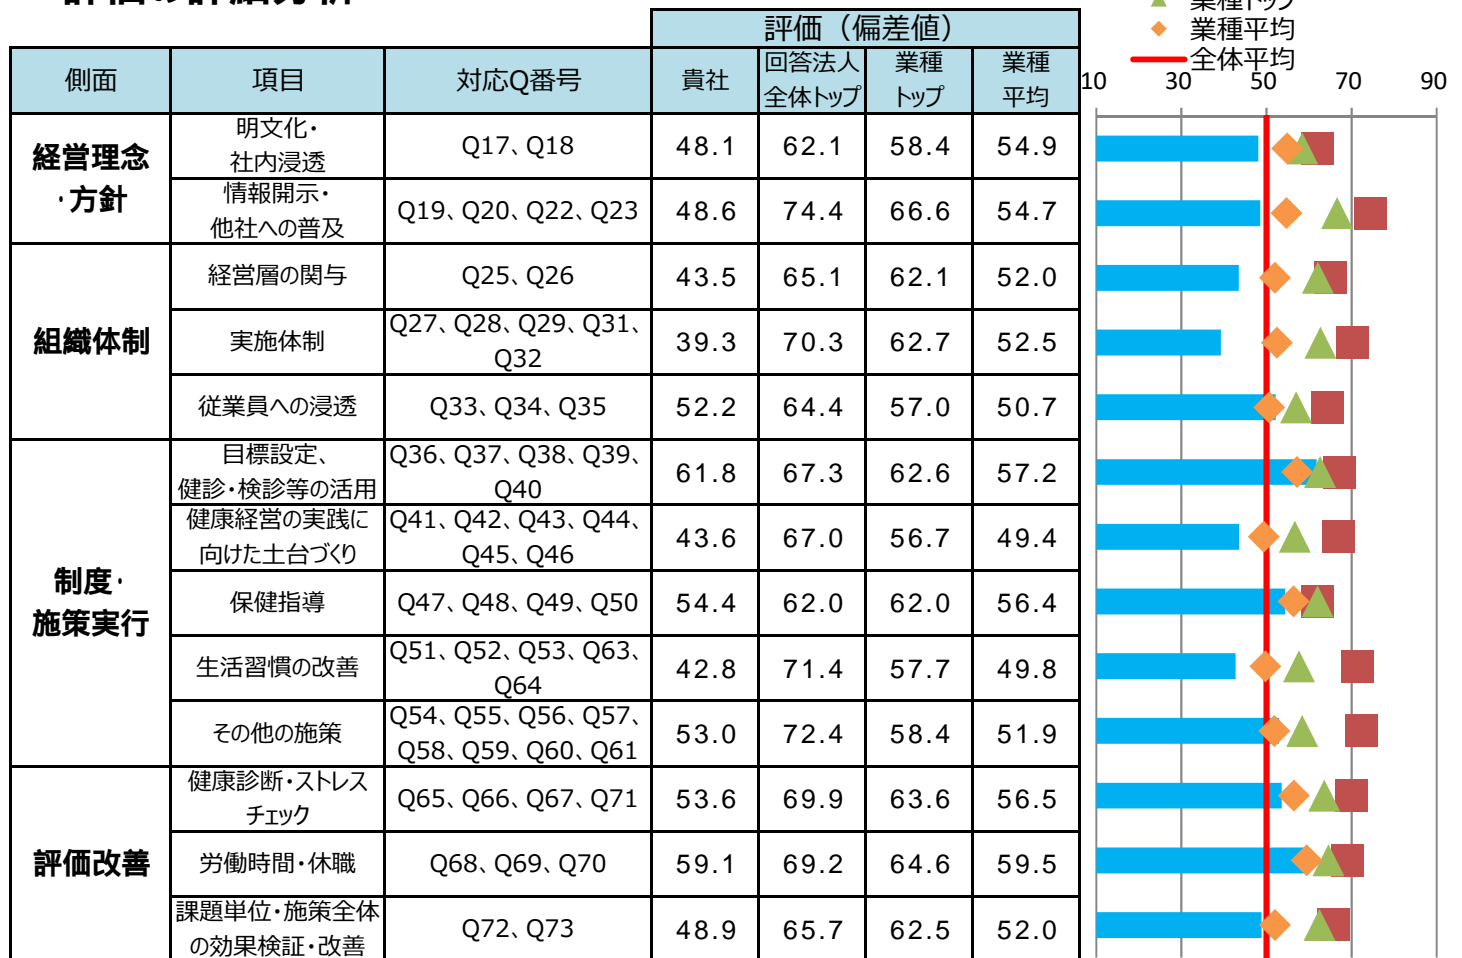 評価の詳細分析
業種トップ
業種平均
全体平均
評価（偏差値）
側面 項目 対応Q番号 貴社 回答法人全体トップ 業種トップ 業種平均
10 30 50 70 90
経営理念・方針
明文化・社内浸透 Q17、Q18 48.1 62.1 58.4 54.9
情報開示・他社への普及 Q19、Q20、Q22、Q23 48.6 74.4 66.6 54.7
組織体制
経営層の関与 Q25、Q26 43.5 65.1 62.1 52.0
実施体制 Q27、Q28、Q29、Q31、Q32 39.3 70.3 62.7 52.5
従業員への浸透 Q33、Q34、Q35 52.2 64.4 57.0 50.7
制度・施策実行
目標設定、健診・検診等の活用 Q36、Q37、Q38、Q39、Q40 61.8 67.3 62.6 57.2
健康経営の実践に向けた土台づくり Q41、Q42、Q43、Q44、Q45、Q46 43.6 67.0 56.7 49.4
保健指導 Q47、Q48、Q49、Q50 54.4 62.0 62.0 56.4
生活習慣の改善 Q51、Q52、Q53、Q63、Q64 42.8 71.4 57.7 49.8
その他の施策 Q54、Q55、Q56、Q57、Q58、Q59、Q60、Q61 53.0 72.4 58.4 51.9
評価改善
健康診断・ストレスチェック Q65、Q66、Q67、Q71 53.6 69.9 63.6 56.5
労働時間・休職 Q68、Q69、Q70 59.1 69.2 64.6 59.5
課題単位・施策全体の効果検証・改善 Q72、Q73 48.9 65.7 62.5 52.0